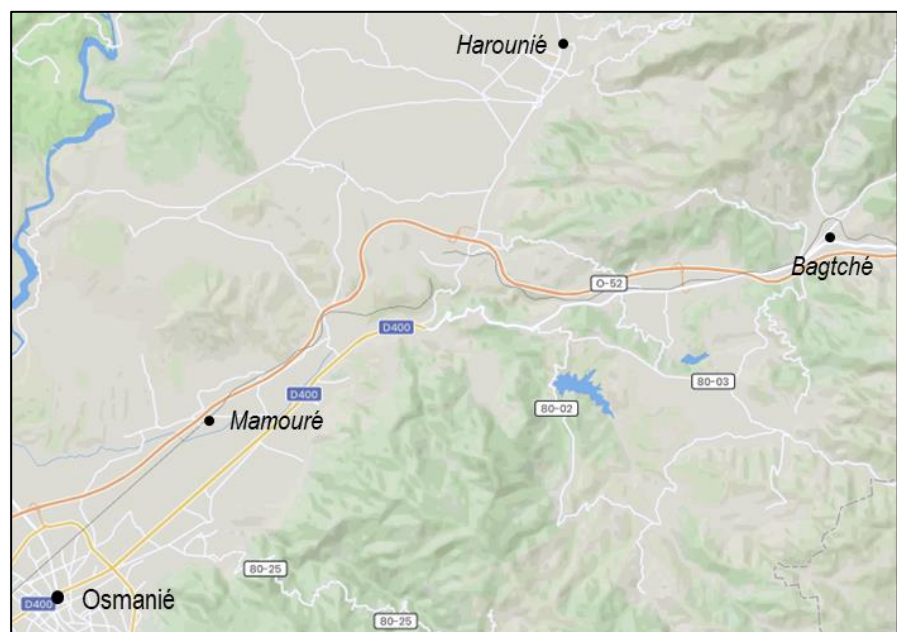 Harounié
Bagtché
O-52
D400
80-03
D400
80-02
Mamouré
80-25
D400
Osmanié
80-25